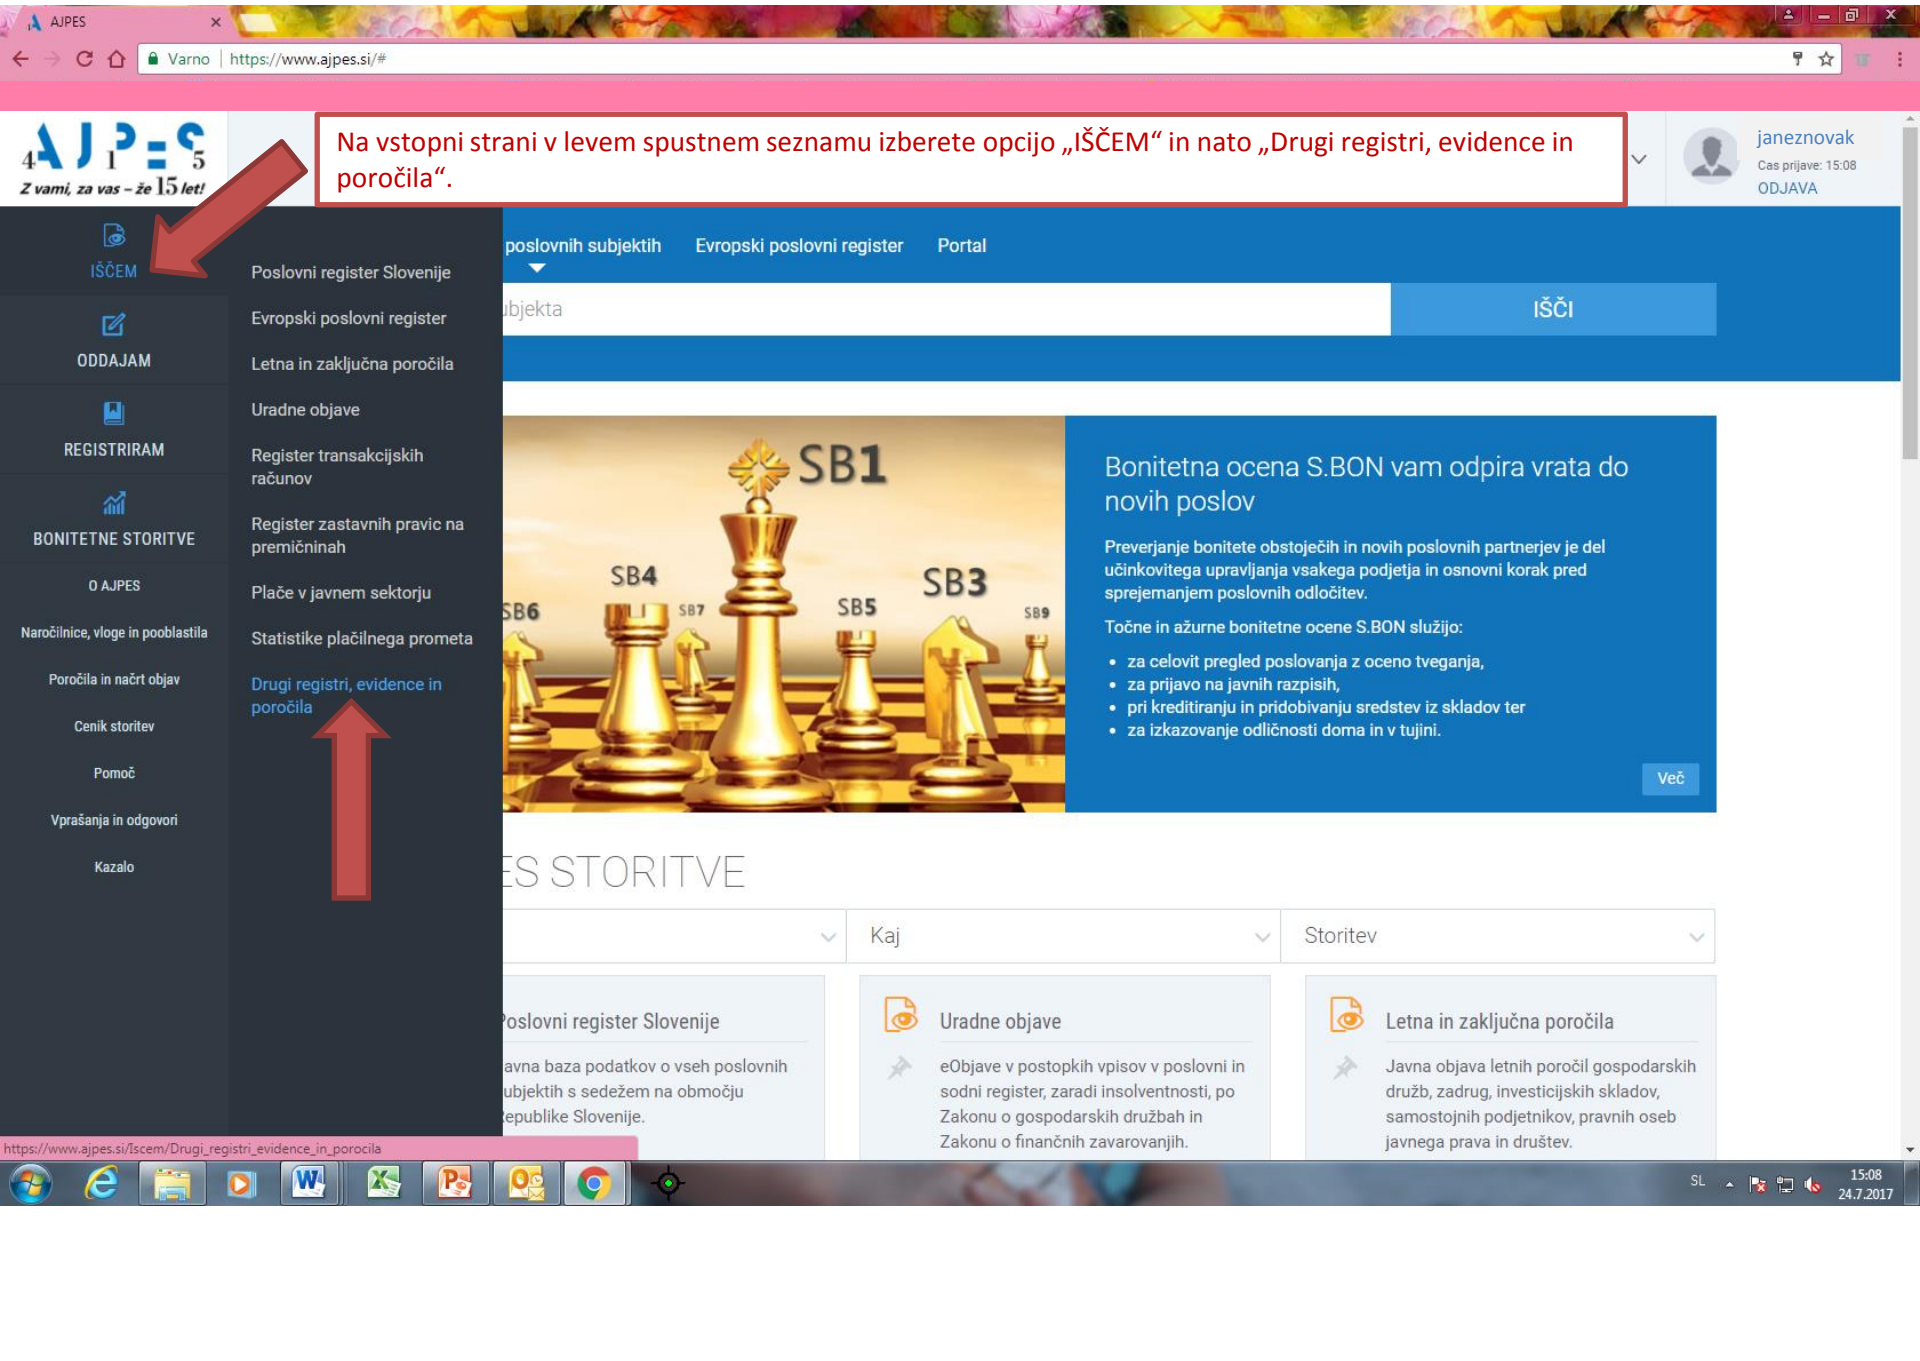 AJPES
Varno
https://www.ajpes.si/#
AJPES
4 1 5
Z vami, za vas – že 15 let!
Na vstopni strani v levem spustnem seznamu izberete opcijo „IŠČEM“ in nato „Drugi registri, evidence in
poročila“.
janeznovak
Cas prijave: 15:08
ODJAVA
IŠČEM
ODDAJAM
REGISTRIRAM
BONITETNE STORITVE
O AJPES
Naročilnice, vloge in pooblastila
Poročila in načrt objav
Cenik storitev
Pomoč
Vprašanja in odgovori
Kazalo
Poslovni register Slovenije
Evropski poslovni register
Letna in zaključna poročila
Uradne objave
Register transakcijskih
računov
Register zastavnih pravic na
premičninah
Plače v javnem sektorju
Statistike plačilnega prometa
Drugi registri, evidence in
poročila
poslovnih subjektih
Evropski poslovni register
Portal
ubjekta
IŠČI
SB1
SB4
SB3
SB6
SB7
SB5
SB9
Bonitetna ocena S.BON vam odpira vrata do
novih poslov
Preverjanje bonitete obstoječih in novih poslovnih partnerjev je del
učinkovitega upravljanja vsakega podjetja in osnovni korak pred
sprejemanjem poslovnih odločitev.
Točne in ažurne bonitetne ocene S.BON služijo:
• za celovit pregled poslovanja z oceno tveganja,
• za prijavo na javnih razpisih,
• pri kreditiranju in pridobivanju sredstev iz skladov ter
• za izkazovanje odličnosti doma in v tujini.
Več
ES STORITVE
Kaj
Storitev
Poslovni register Slovenije
avna baza podatkov o vseh poslovnih
ubjektih s sedežem na območju
epublike Slovenije.
Uradne objave
eObjave v postopkih vpisov v poslovni in
sodni register, zaradi insolventnosti, po
Zakonu o gospodarskih družbah in
Zakonu o finančnih zavarovanjih.
Letna in zaključna poročila
Javna objava letnih poročil gospodarskih
družb, zadrug, investicijskih skladov,
samostojnih podjetnikov, pravnih oseb
javnega prava in društev.
https://www.ajpes.si/Iscem/Drugi_registri_evidence_in_porocila
SL
15:08
24.7.2017